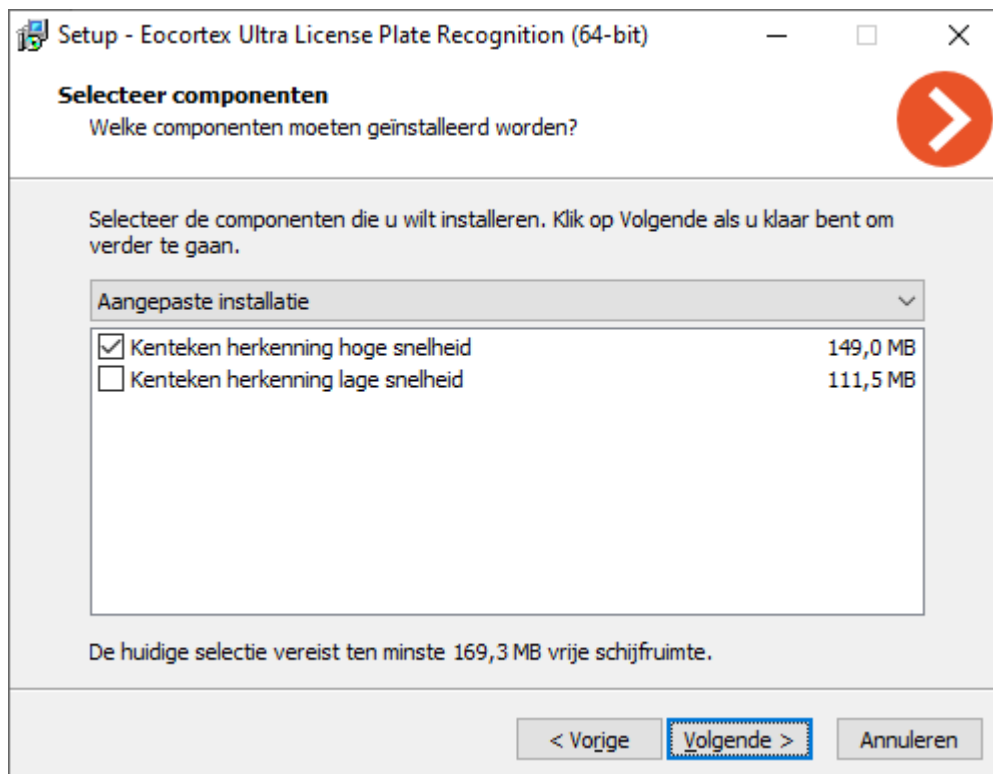 Setup - Eocortex Ultra License Plate Recognition (64-bit)
Selecteer componenten
Welke componenten moeten geïnstalleerd worden?
Selecteer de componenten die u wilt installeren. Klik op Volgende als u klaar bent om
verder te gaan.
Aangepaste installatie
Kenteken herkenning hoge snelheid 149,0 MB
Kenteken herkenning lage snelheid 111,5 MB
De huidige selectie vereist ten minste 169,3 MB vrije schijfruimte.
< Vorige Volgende > Annuleren